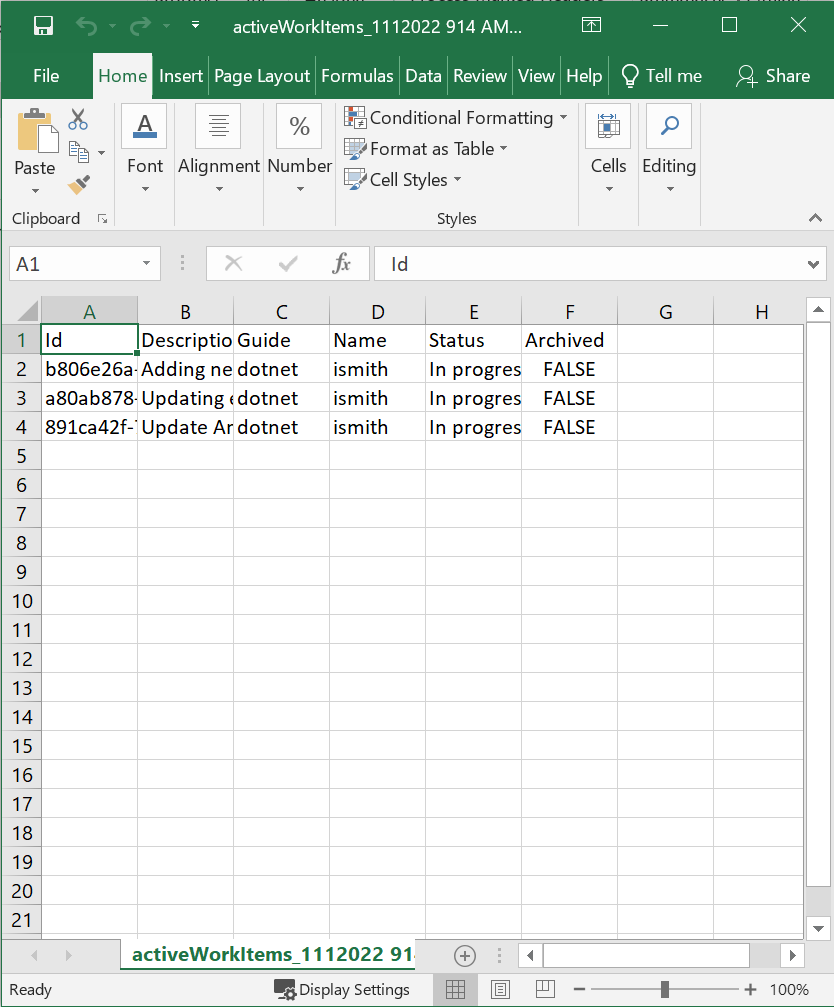 activeWorkItems_1112022 914 AM...
File Home Insert Page Layout Formulas Data Review View Help Tell me Share
Paste
Clipboard
A
Font
Alignment
%
Number
Conditional Formatting
Format as Table
Cell Styles
Styles
Cells
Editing
A1 fx Id
A B C D E F G H
1 Id Descriptio Guide Name Status Archived
2 b806e26a- Adding ne dotnet ismith In progres FALSE
3 a80ab878- Updating e dotnet ismith In progres FALSE
4 891ca42f- Update Ar dotnet ismith In progres FALSE
5
6
7
8
9
10
11
12
13
14
15
16
17
18
19
20
21
activeWorkItems_1112022 91
Ready Display Settings 100%